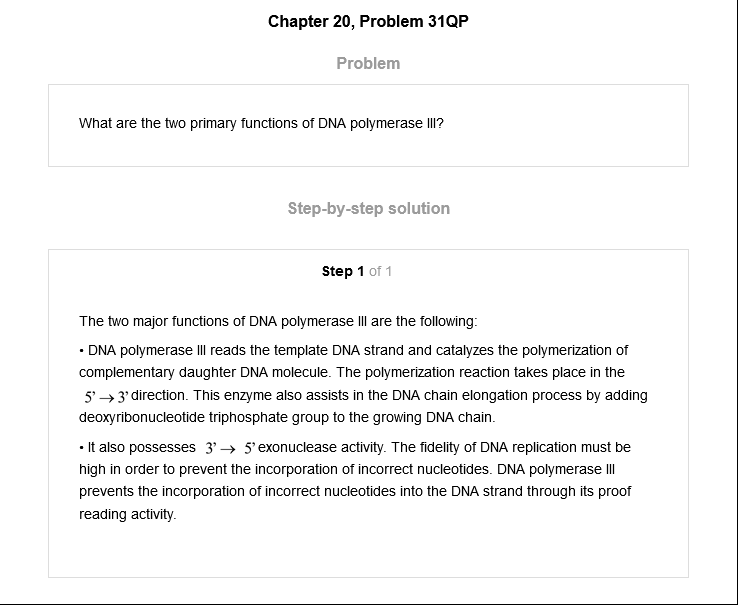 Chapter 20, Problem 31QP
Problem
What are the two primary functions of DNA polymerase III?
Step-by-step solution
Step 1 of 1
The two major functions of DNA polymerase III are the following:
• DNA polymerase III reads the template DNA strand and catalyzes the polymerization of
complementary daughter DNA molecule. The polymerization reaction takes place in the
5’ → 3’ direction. This enzyme also assists in the DNA chain elongation process by adding
deoxyribonucleotide triphosphate group to the growing DNA chain.
• It also possesses 3’ → 5’ exonuclease activity. The fidelity of DNA replication must be
high in order to prevent the incorporation of incorrect nucleotides. DNA polymerase III
prevents the incorporation of incorrect nucleotides into the DNA strand through its proof
reading activity.